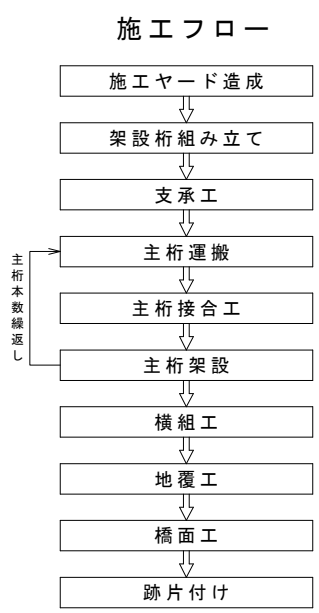 施工フロー
施工ヤード造成
架設桁組み立て
支承工
主桁運搬
主桁本数繰返し
主桁接合工
主桁架設
横組工
地覆工
橋面工
跡片付け